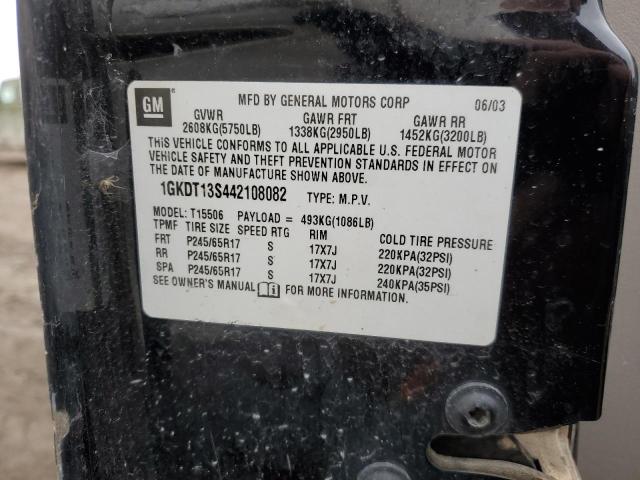 GM
MFD BY GENERAL MOTORS CORP 06/03
GVWR GAWR FRT GAWR RR
2608KG(5750LB) 1338KG(2950LB) 1452KG(3200LB)
THIS VEHICLE CONFORMS TO ALL APPLICABLE U.S. FEDERAL MOTOR
VEHICLE SAFETY AND THEFT PREVENTION STANDARDS IN EFFECT ON
THE DATE OF MANUFACTURE SHOWN ABOVE.
1GKDT13S442108082 TYPE: M.P.V.
MODEL: T15506 PAYLOAD = 493KG(1086LB)
TPMF TIRE SIZE SPEED RTG RIM COLD TIRE PRESSURE
FRT P245/65R17 S 17X7J 220KPA(32PSI)
RR P245/65R17 S 17X7J 220KPA(32PSI)
SPA P245/65R17 S 17X7J 240KPA(35PSI)
SEE OWNER'S MANUAL FOR MORE INFORMATION.